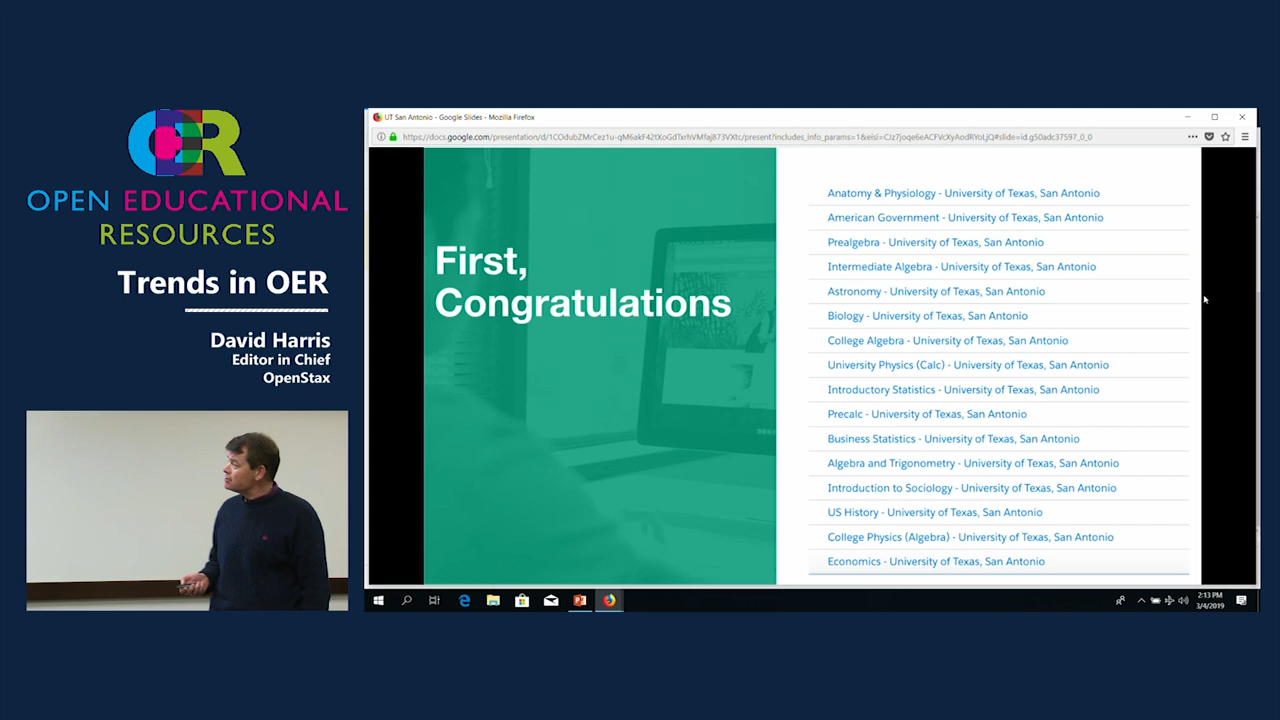 OER
OPEN EDUCATIONAL
RESOURCES
Trends in OER
David Harris
Editor in Chief
OpenStax
UT San Antonio - Google Slides - Mozilla Firefox
First,
Congratulations
Anatomy & Physiology - University of Texas, San Antonio
American Government - University of Texas, San Antonio
Prealgebra - University of Texas, San Antonio
Intermediate Algebra - University of Texas, San Antonio
Astronomy - University of Texas, San Antonio
Biology - University of Texas, San Antonio
College Algebra - University of Texas, San Antonio
University Physics (Calc) - University of Texas, San Antonio
Introductory Statistics - University of Texas, San Antonio
Precalc - University of Texas, San Antonio
Business Statistics - University of Texas, San Antonio
Algebra and Trigonometry - University of Texas, San Antonio
Introduction to Sociology - University of Texas, San Antonio
US History - University of Texas, San Antonio
College Physics (Algebra) - University of Texas, San Antonio
Economics - University of Texas, San Antonio
2:13 PM
3/4/2019